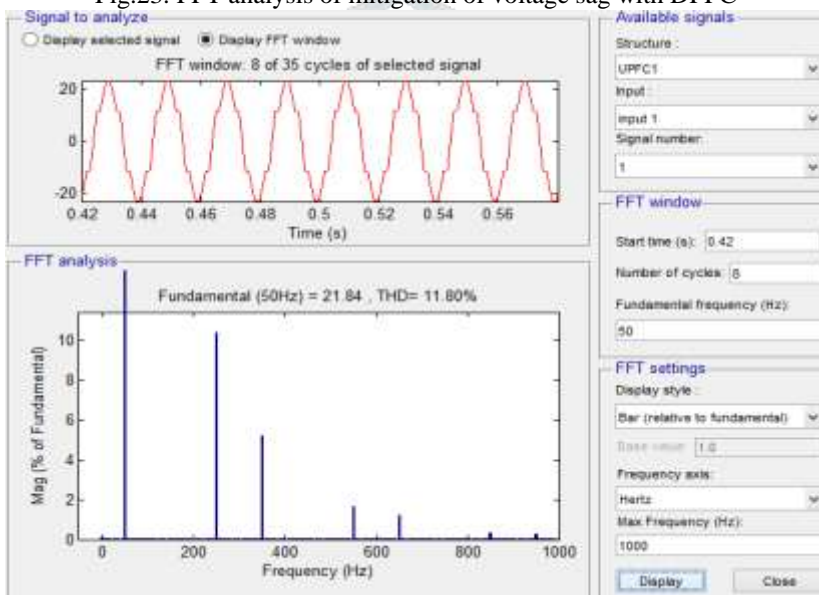 Fig.23. FFT analysis of mitigation of voltage sag with DPFC
Signal to analyze
Display selected signal Display FFT window
FFT window: 8 of 35 cycles of selected signal
20
0
-20
0.42 0.44 0.46 0.48 0.5 0.52 0.54 0.56
Time (s)
FFT analysis
Fundamental (50Hz) = 21.84 , THD= 11.80%
Mag (% of Fundamental)
10
8
6
4
2
0
0 200 400 600 800 1000
Frequency (Hz)
Available signals
Structure :
UPFC1
Input :
input 1
Signal number:
1
FFT window
Start time (s): 0.42
Number of cycles: 8
Fundamental frequency (Hz):
50
FFT settings
Display style :
Bar (relative to fundamental)
Base value: 1.0
Frequency axis:
Hertz
Max Frequency (Hz):
1000
Display Close